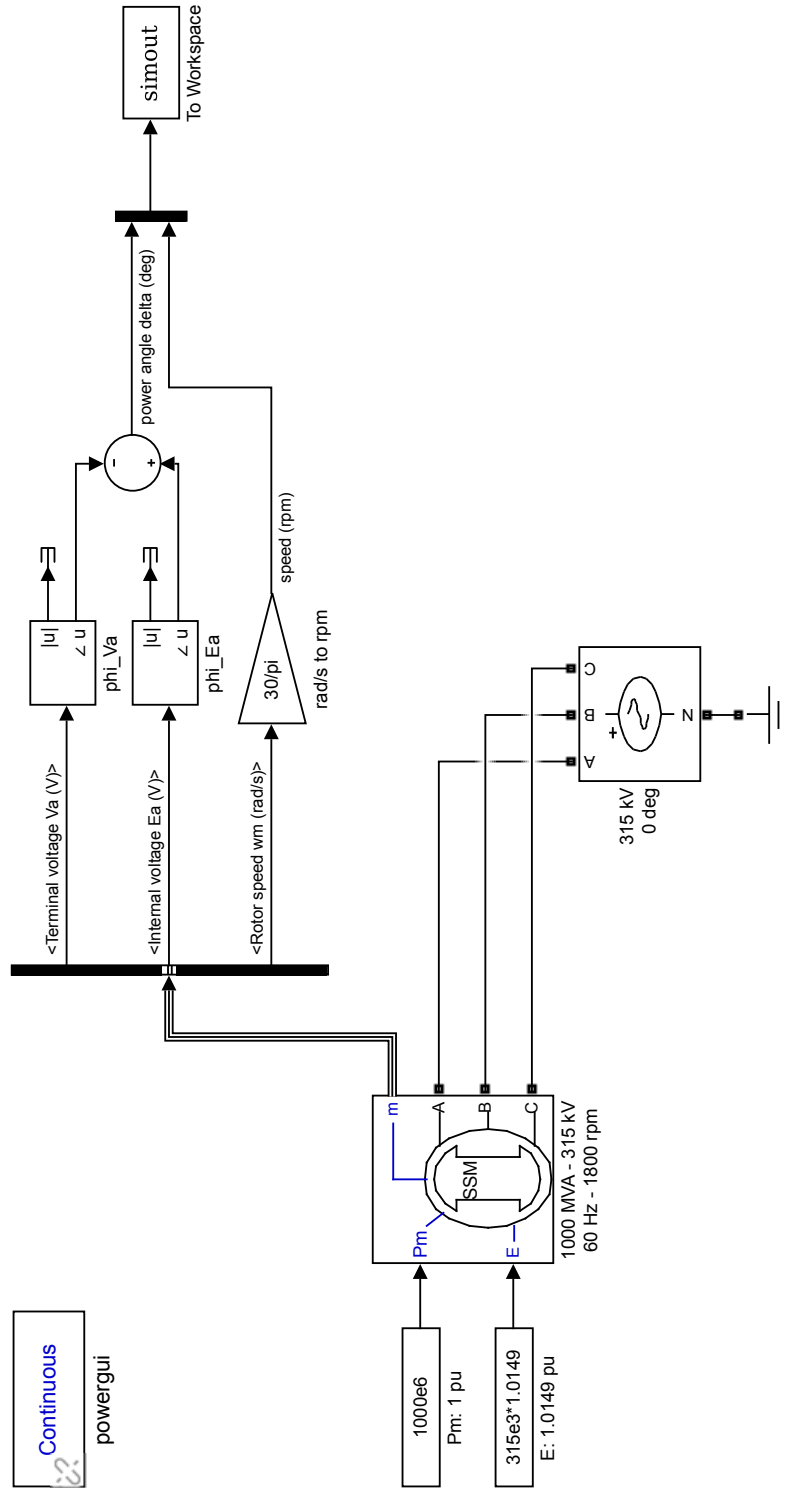 Continuous
powergui
<Terminal voltage Va (V)>
|u|
∠ u
phi_Va
<Internal voltage Ea (V)>
|u|
∠ u
phi_Ea
<Rotor speed wm (rad/s)>
30/pi
rad/s to rpm
-
+
power angle delta (deg)
speed (rpm)
simout
To Workspace
1000e6
Pm: 1 pu
315e3*1.0149
E: 1.0149 pu
Pm
E
SSM
m
A
B
C
1000 MVA - 315 kV
60 Hz - 1800 rpm
A
B
C
+
N
315 kV
0 deg